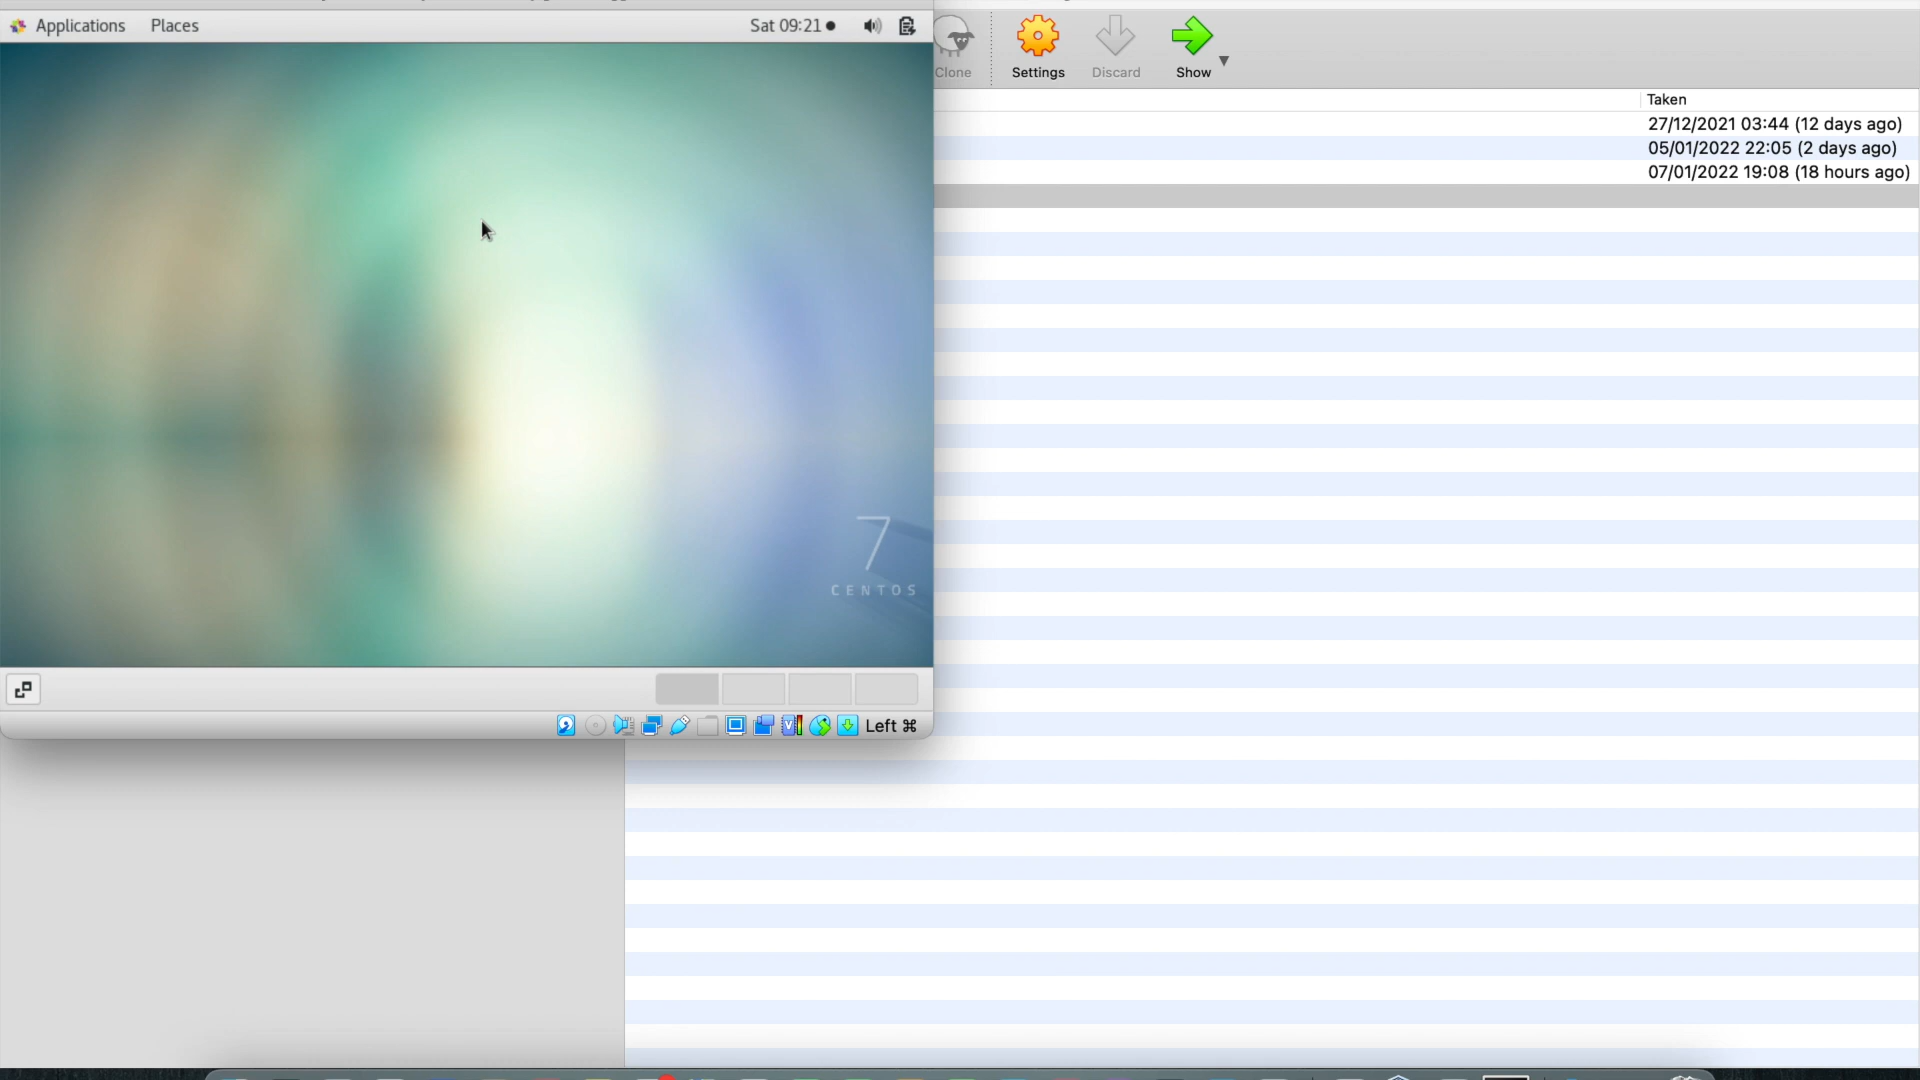 Applications Places Sat 09:21
Clone Settings Discard Show
Taken
27/12/2021 03:44 (12 days ago)
05/01/2022 22:05 (2 days ago)
07/01/2022 19:08 (18 hours ago)
7
CENTOS
Left ⌘